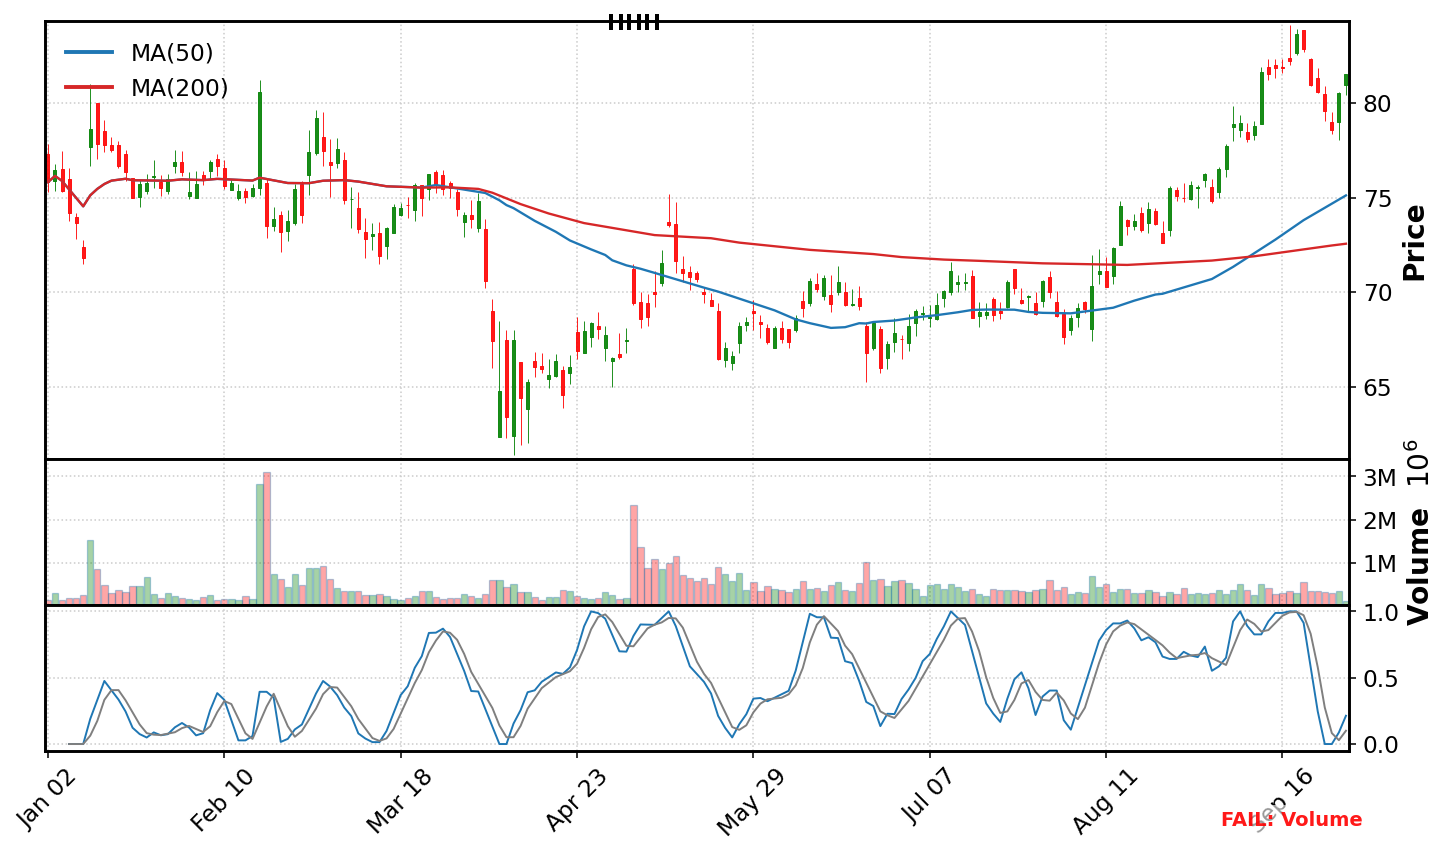 MA(50)
MA(200)
80
75
70
65
Price
3M
2M
1M
Volume 10^6
1.0
0.5
0.0
Jan 02
Feb 10
Mar 18
Apr 23
May 29
Jul 07
Aug 11
Sep 16
FAIL: Volume